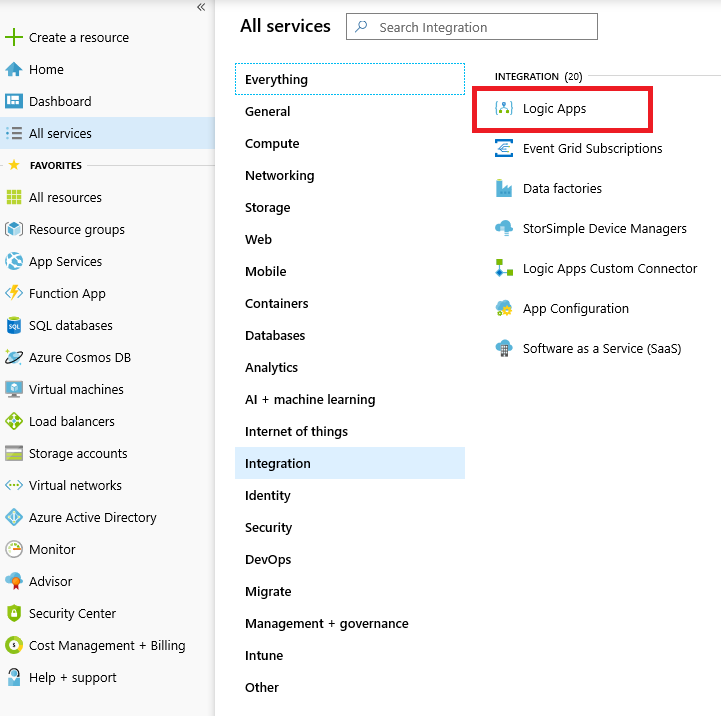 «
Create a resource
Home
Dashboard
All services
FAVORITES
All resources
Resource groups
App Services
Function App
SQL databases
Azure Cosmos DB
Virtual machines
Load balancers
Storage accounts
Virtual networks
Azure Active Directory
Monitor
Advisor
Security Center
Cost Management + Billing
Help + support
All services
Search Integration
Everything
General
Compute
Networking
Storage
Web
Mobile
Containers
Databases
Analytics
AI + machine learning
Internet of things
Integration
Identity
Security
DevOps
Migrate
Management + governance
Intune
Other
INTEGRATION (20)
Logic Apps
Event Grid Subscriptions
Data factories
StorSimple Device Managers
Logic Apps Custom Connector
App Configuration
Software as a Service (SaaS)